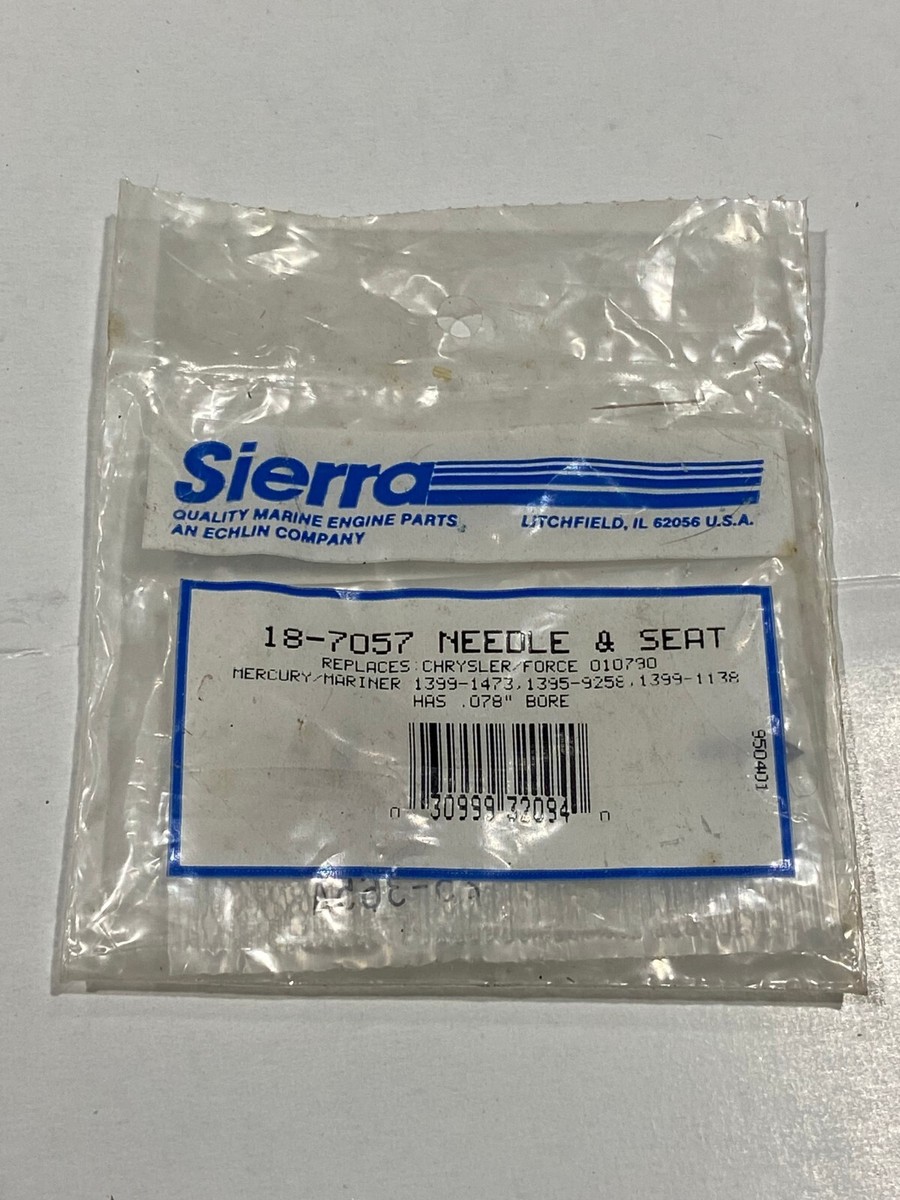 Sierra
QUALITY MARINE ENGINE PARTS
AN ECHLIN COMPANY
LITCHFIELD, IL 62056 U.S.A.
18-7057 NEEDLE & SEAT
REPLACES:CHRYSLER/FORCE 010790
MERCURY/MARINER 1399-1473,1395-9258,1399-1138
HAS .078" BORE
950401
0 30999 32094 0